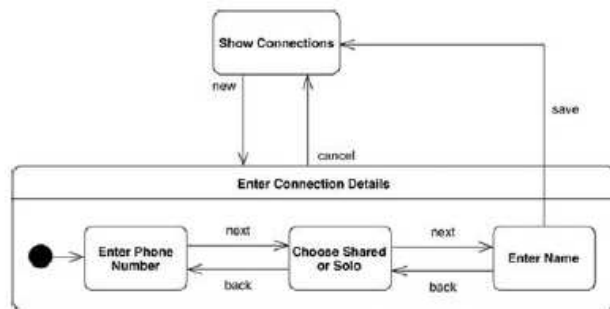 Show Connections
new
save
cancel
Enter Connection Details
Enter Phone
Number
next
back
Choose Shared
or Solo
next
back
Enter Name